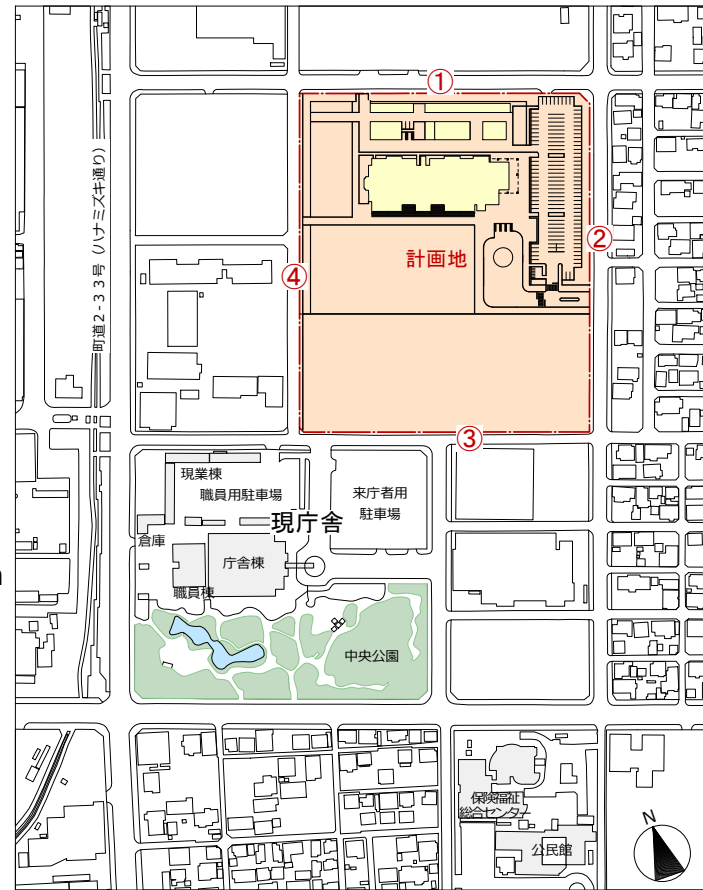 ①
②
計画地
④
町道2-33号（ハナミズキ通り）
③
現業棟
職員用駐車場
来庁者用
駐車場
現庁舎
倉庫
庁舎棟
職員棟
中央公園
保険福祉
総合センター
公民館
N